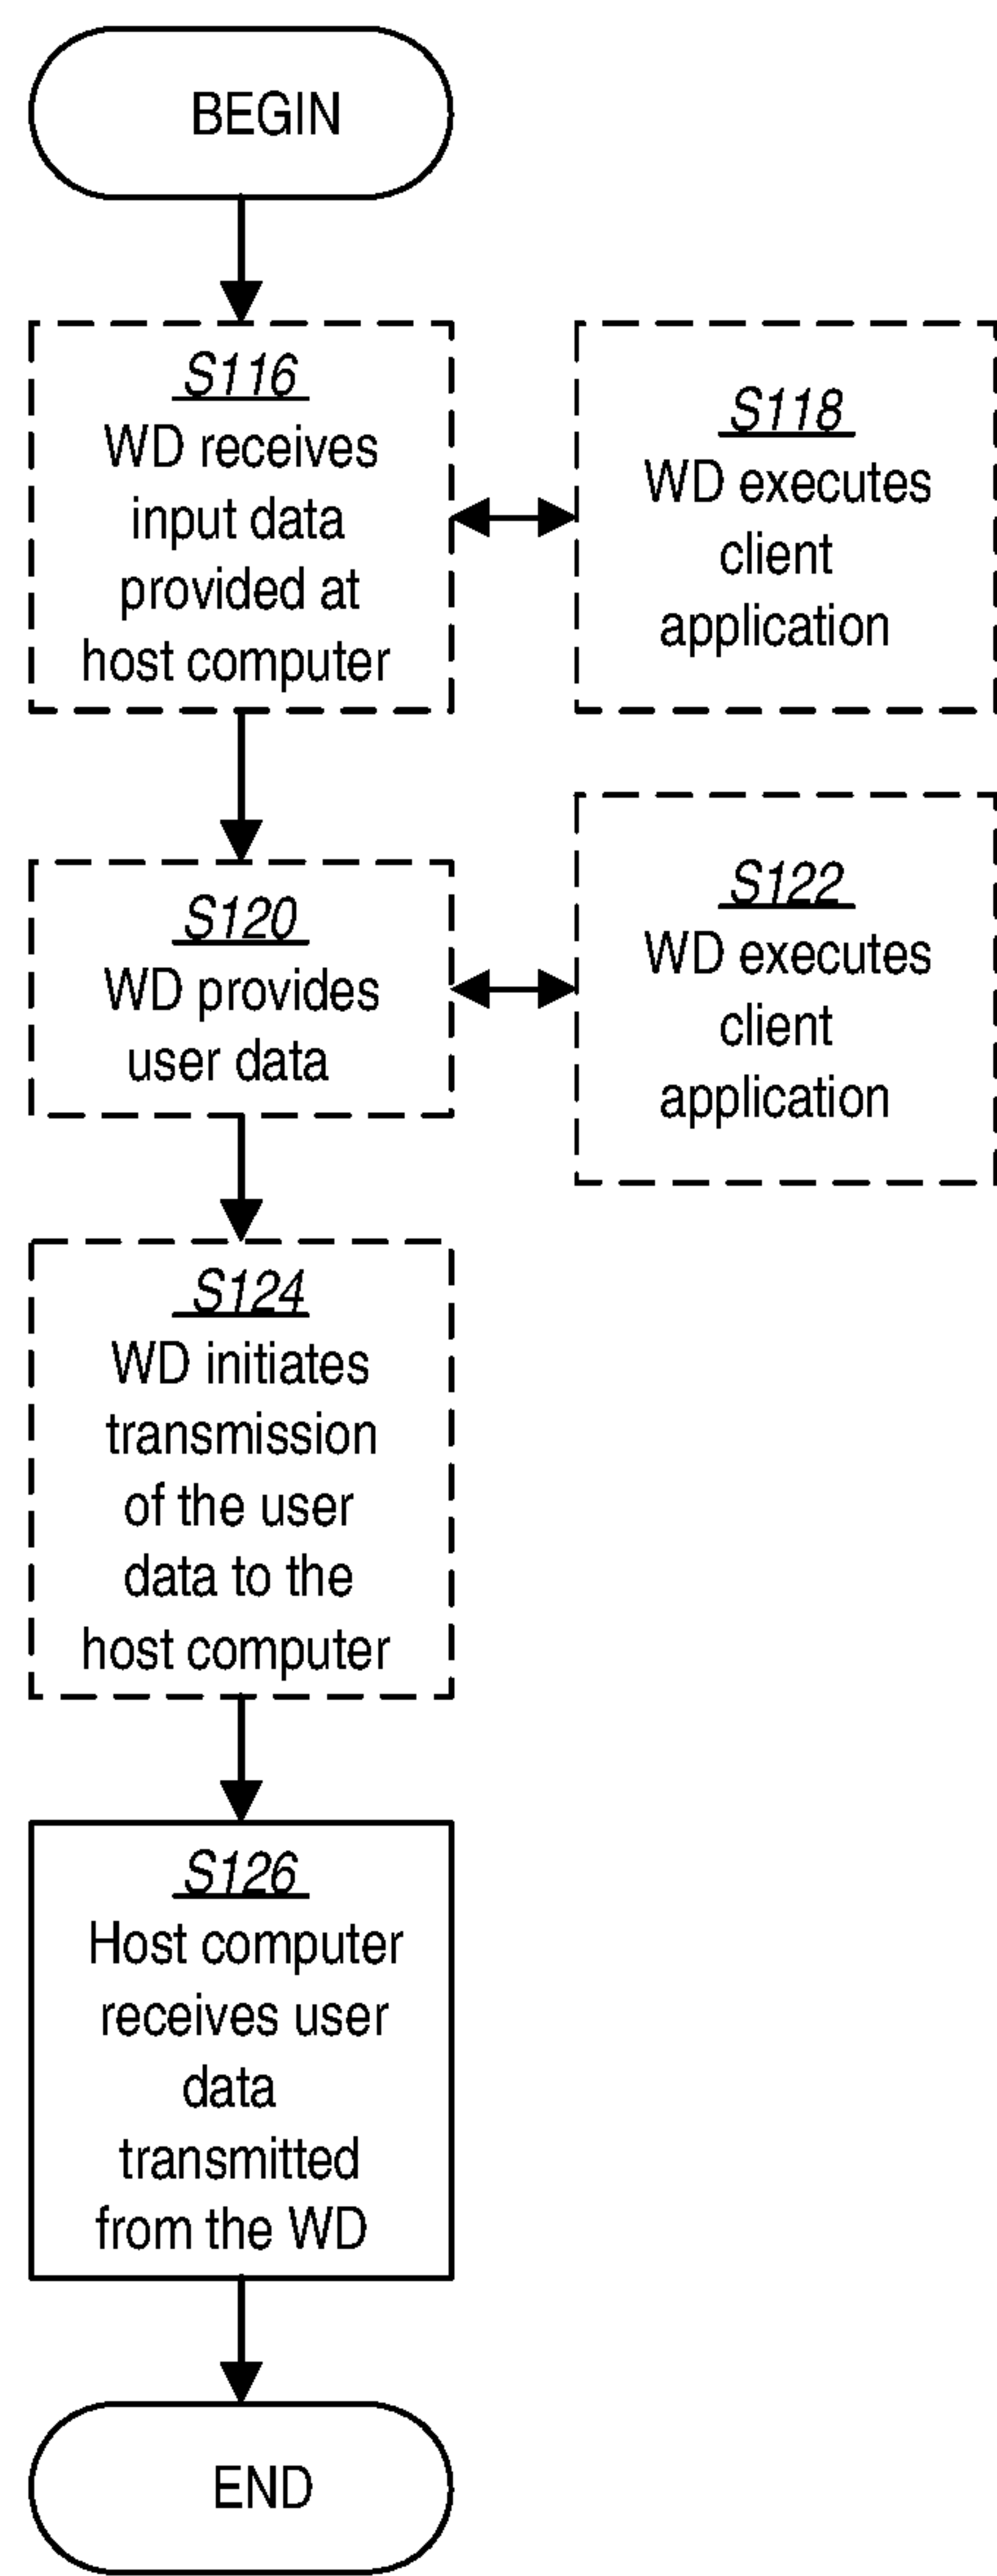 BEGIN
S116
WD receives
input data
provided at
host computer
S118
WD executes
client
application
S120
WD provides
user data
S122
WD executes
client
application
S124
WD initiates
transmission
of the user
data to the
host computer
S126
Host computer
receives user
data
transmitted
from the WD
END